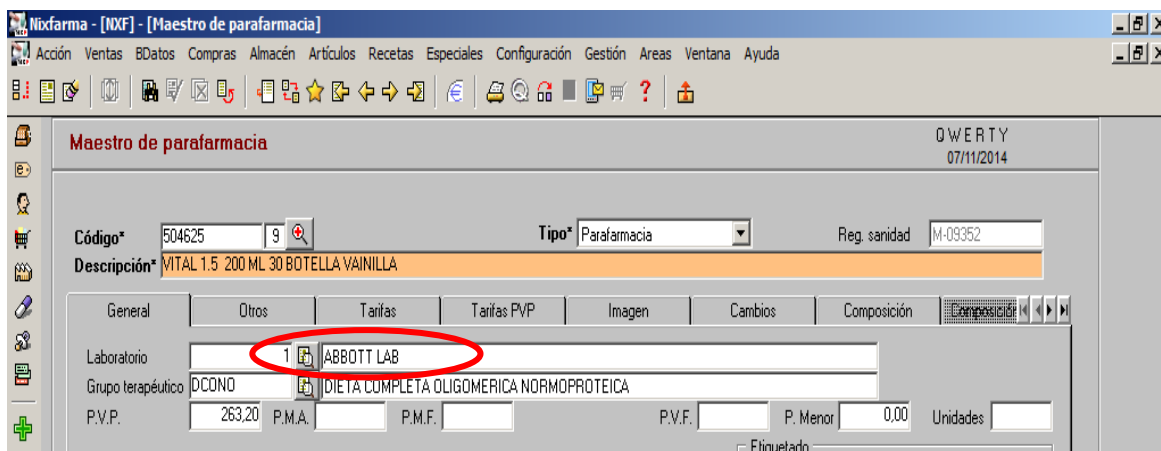 Nixfarma - [NXF] - [Maestro de parafarmacia]
Acción Ventas BDatos Compras Almacén Artículos Recetas Especiales Configuración Gestión Areas Ventana Ayuda
Maestro de parafarmacia
QWERTY
07/11/2014
Código* 504625 9 Tipo* Parafarmacia Reg. sanidad M-09352
Descripción* VITAL 1.5 200 ML 30 BOTELLA VAINILLA
General Otros Tarifas Tarifas PVP Imagen Cambios Composición Composición
Laboratorio 1 ABBOTT LAB
Grupo terapéutico DCONO DIETA COMPLETA OLIGOMERICA NORMOPROTEICA
P.V.P. 263,20 P.M.A. P.M.F. P.V.F. P. Menor 0,00 Unidades
Etiquetado